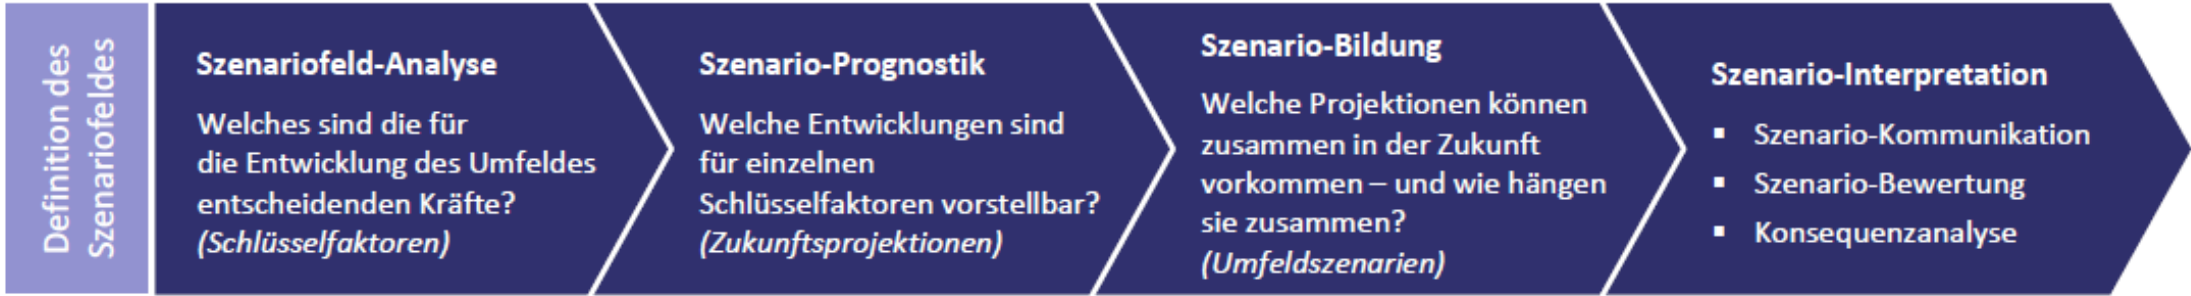 Definition des
Szenariofeldes
Szenariofeld-Analyse
Welches sind die für
die Entwicklung des Umfeldes
entscheidenden Kräfte?
(Schlüsselfaktoren)
Szenario-Prognostik
Welche Entwicklungen sind
für einzelnen
Schlüsselfaktoren vorstellbar?
(Zukunftsprojektionen)
Szenario-Bildung
Welche Projektionen können
zusammen in der Zukunft
vorkommen – und wie hängen
sie zusammen?
(Umfeldszenarien)
Szenario-Interpretation
▪ Szenario-Kommunikation
▪ Szenario-Bewertung
▪ Konsequenzanalyse